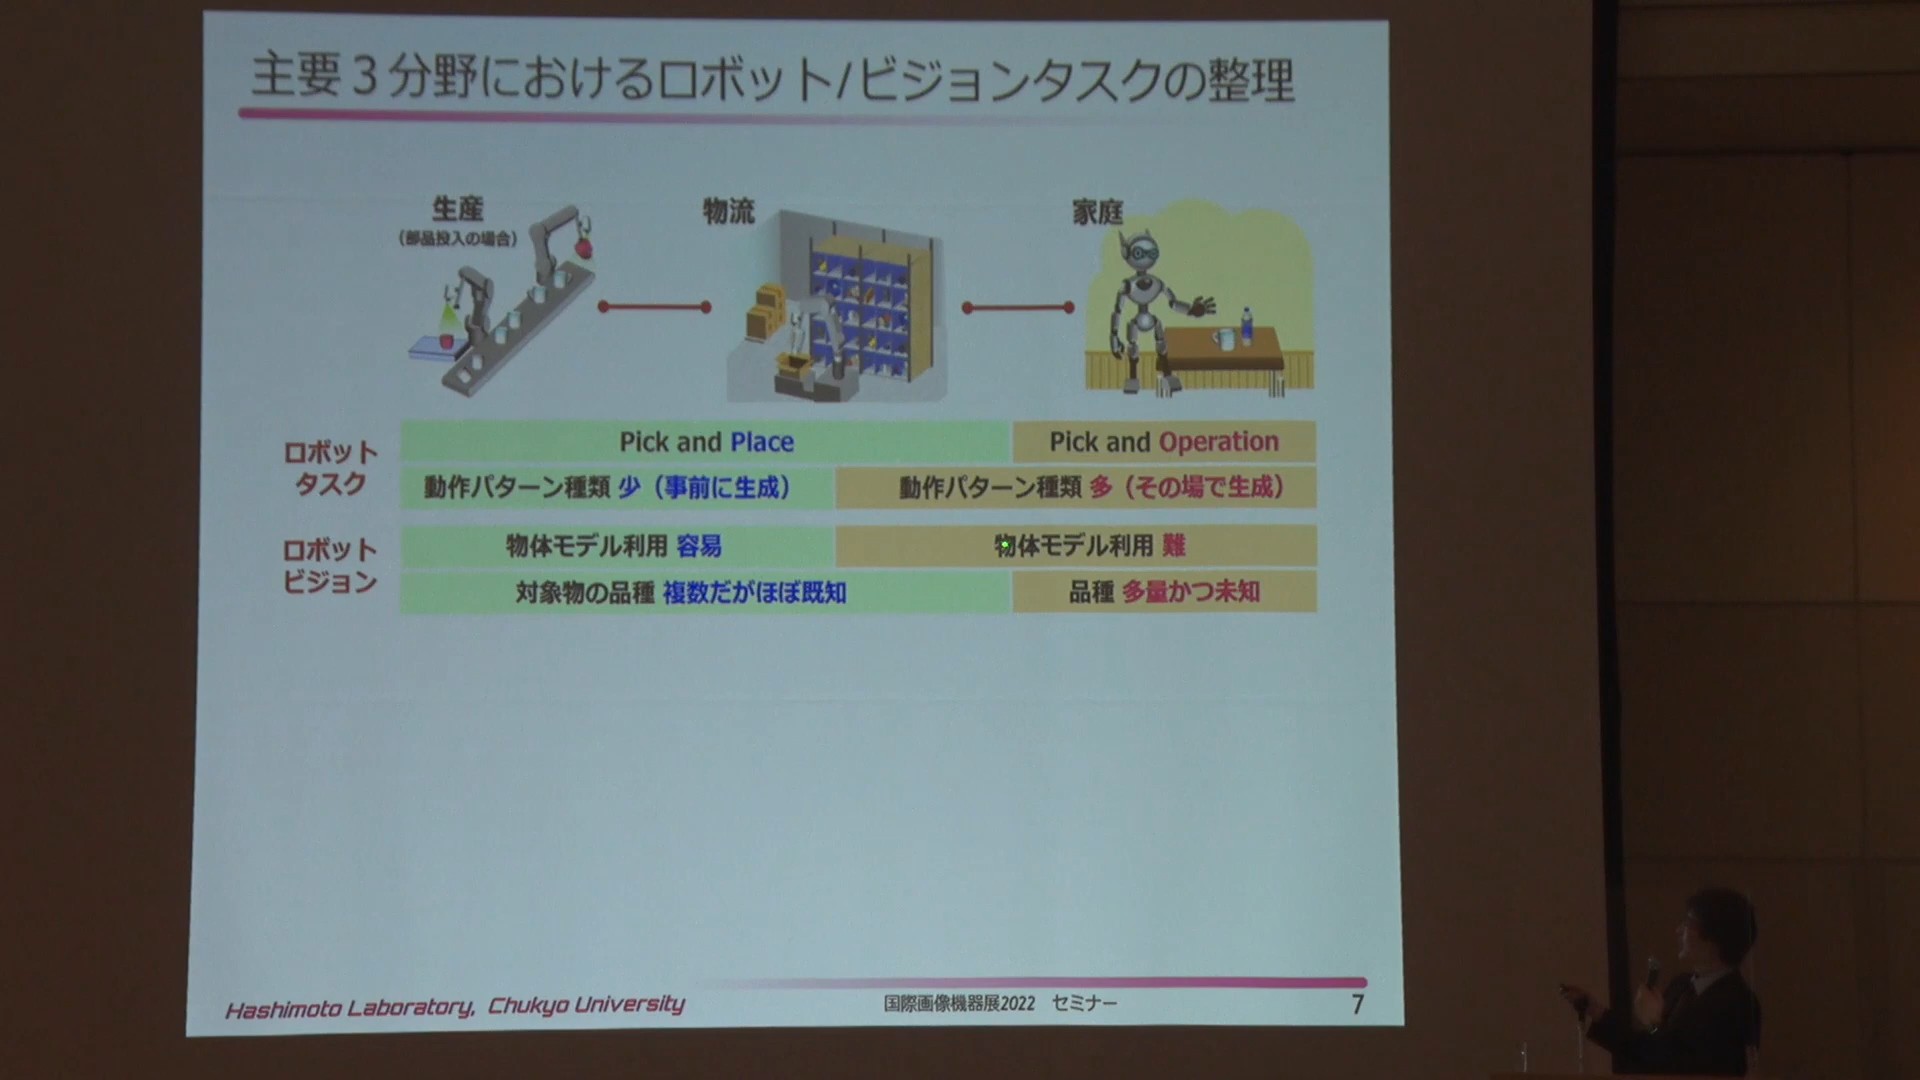 主要3分野におけるロボット/ビジョンタスクの整理
生産
(部品投入の場合)
物流
家庭
ロボット
タスク
Pick and Place
Pick and Operation
動作パターン種類 少（事前に生成）
動作パターン種類 多（その場で生成）
ロボット
ビジョン
物体モデル利用 容易
物体モデル利用 難
対象物の品種 複数だがほぼ既知
品種 多量かつ未知
Hashimoto Laboratory, Chukyo University
国際画像機器展2022 セミナー
7